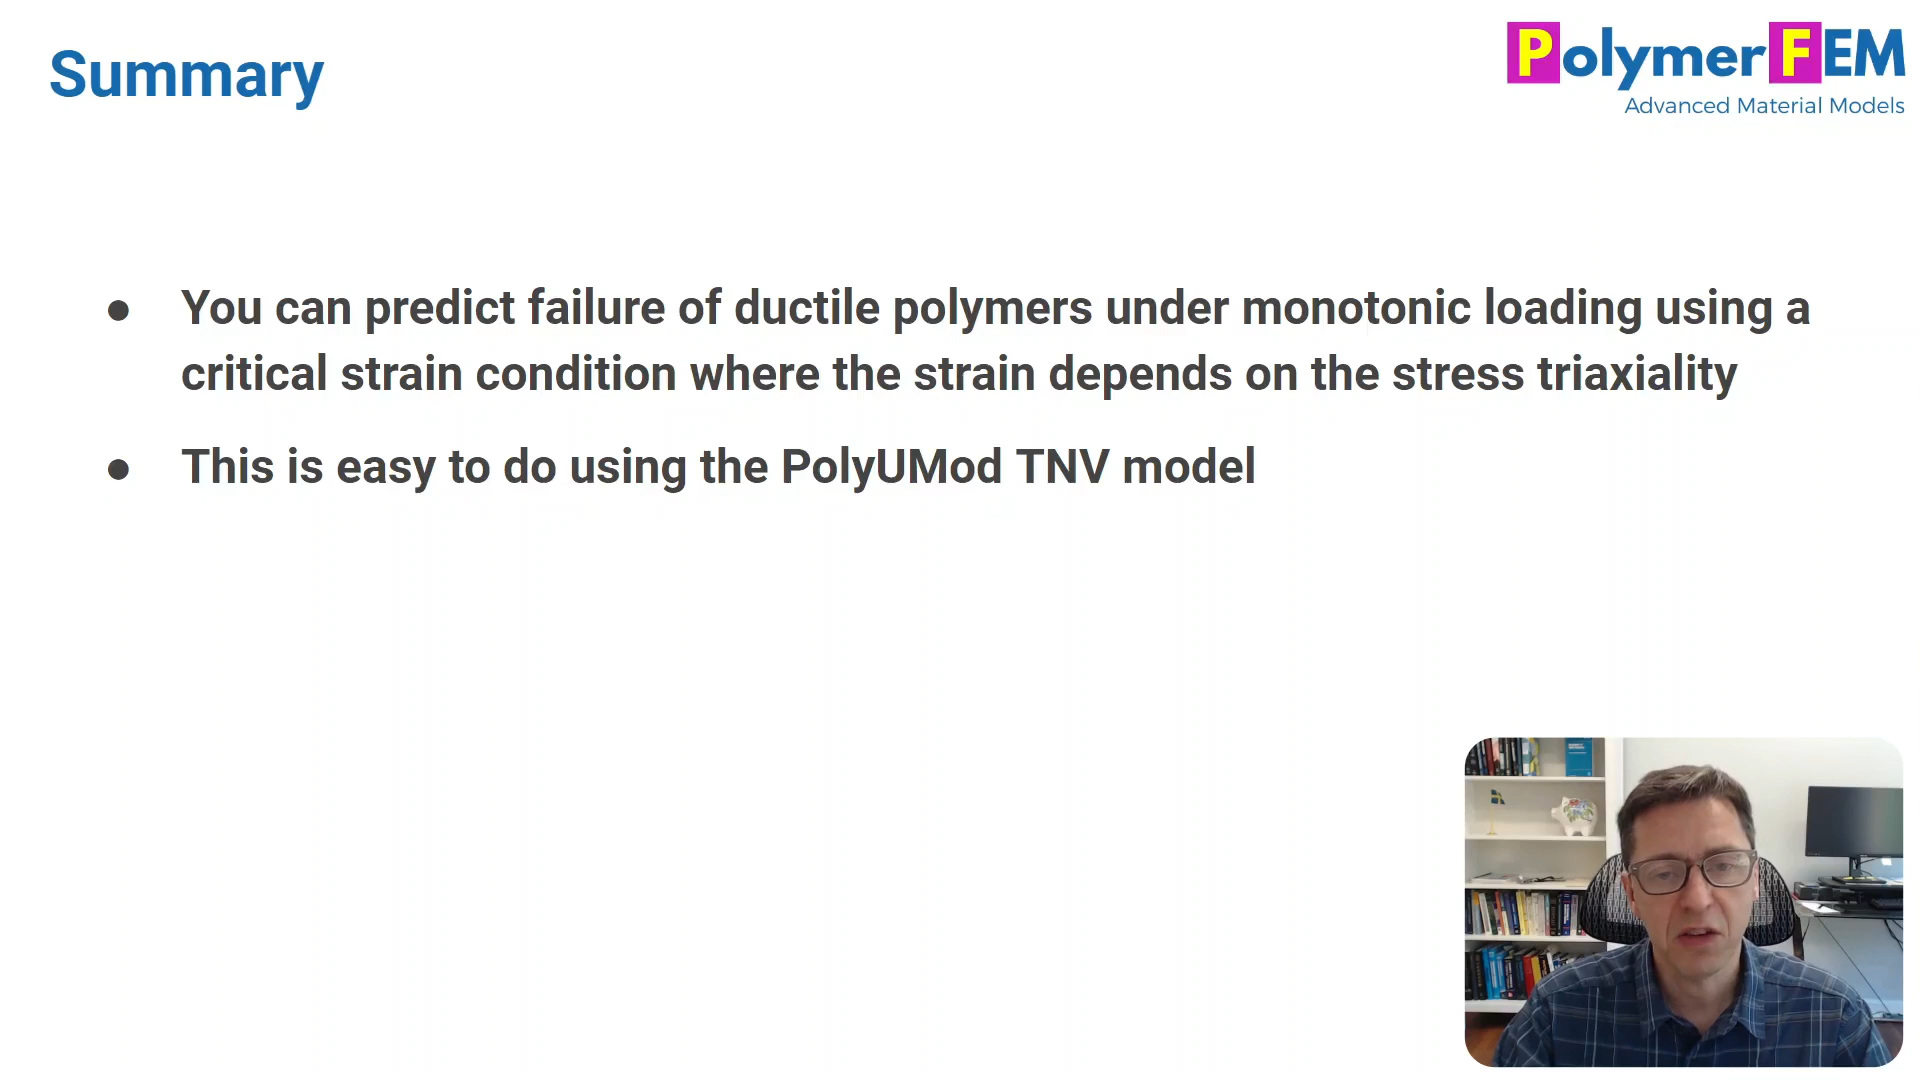 Summary
PolymerFEM
Advanced Material Models
● You can predict failure of ductile polymers under monotonic loading using a
critical strain condition where the strain depends on the stress triaxiality
● This is easy to do using the PolyUMod TNV model